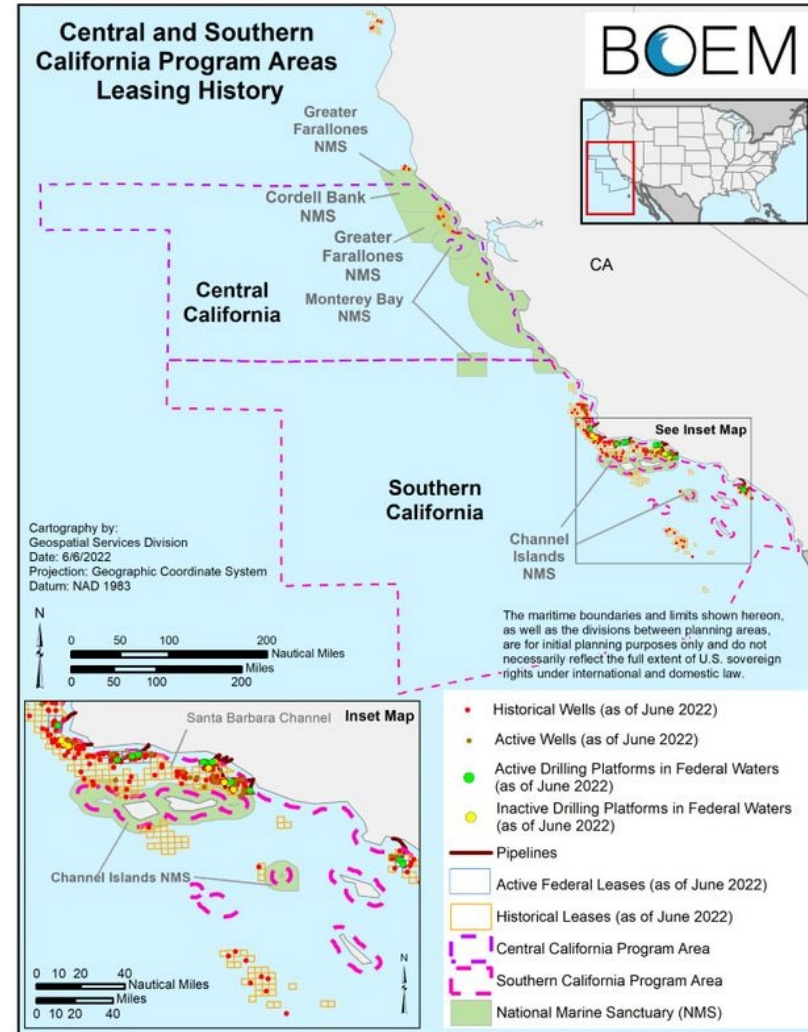 Central and Southern
California Program Areas
Leasing History
BOEM
Greater
Farallones
NMS
Cordell Bank
NMS
Greater
Farallones
NMS
Monterey Bay
NMS
Central
California
CA
See Inset Map
Southern
California
Channel
Islands
NMS
Cartography by:
Geospatial Services Division
Date: 6/6/2022
Projection: Geographic Coordinate System
Datum: NAD 1983
N
0 50 100 200
Nautical Miles
Miles
0 50 100 200
The maritime boundaries and limits shown hereon,
as well as the divisions between planning areas,
are for initial planning purposes only and do not
necessarily reflect the full extent of U.S. sovereign
rights under international and domestic law.
Santa Barbara Channel
Inset Map
Channel Islands NMS
0 10 20 40
Nautical Miles
Miles
0 10 20 40
N
Historical Wells (as of June 2022)
Active Wells (as of June 2022)
Active Drilling Platforms in Federal Waters
(as of June 2022)
Inactive Drilling Platforms in Federal Waters
(as of June 2022)
Pipelines
Active Federal Leases (as of June 2022)
Historical Leases (as of June 2022)
Central California Program Area
Southern California Program Area
National Marine Sanctuary (NMS)